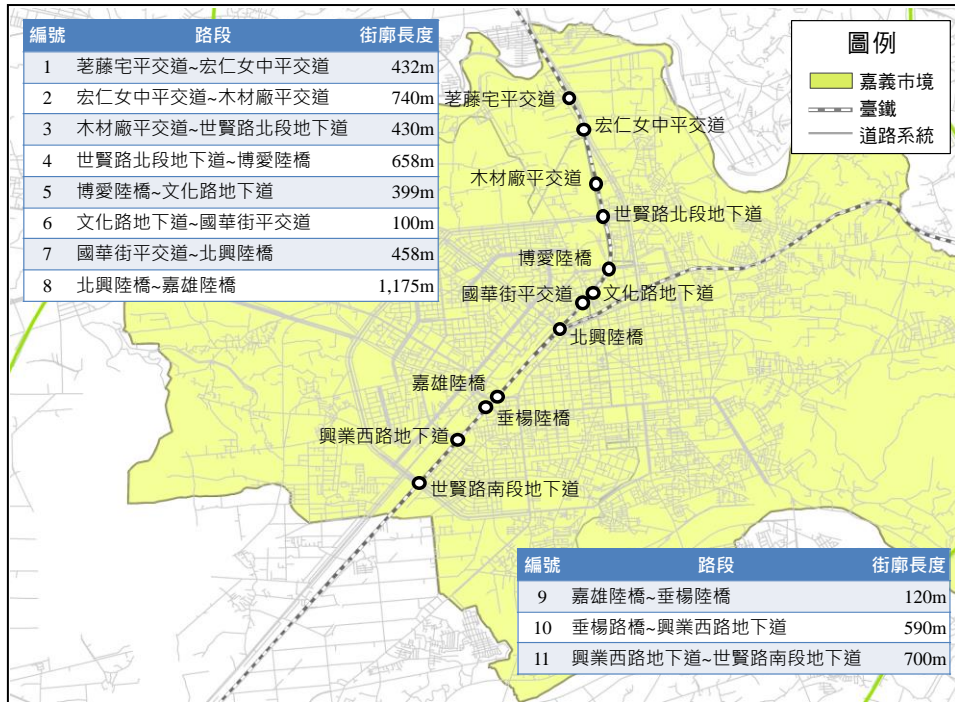 編號 路段 街廓長度
1 荖藤宅平交道~宏仁女中平交道 432m
2 宏仁女中平交道~木材廠平交道 740m
3 木材廠平交道~世賢路北段地下道 430m
4 世賢路北段地下道~博愛陸橋 658m
5 博愛陸橋~文化路地下道 399m
6 文化路地下道~國華街平交道 100m
7 國華街平交道~北興陸橋 458m
8 北興陸橋~嘉雄陸橋 1,175m
圖例
嘉義市境
臺鐵
道路系統
荖藤宅平交道
宏仁女中平交道
木材廠平交道
世賢路北段地下道
博愛陸橋
國華街平交道
文化路地下道
北興陸橋
嘉雄陸橋
垂楊陸橋
興業西路地下道
世賢路南段地下道
編號 路段 街廓長度
9 嘉雄陸橋~垂楊陸橋 120m
10 垂楊路橋~興業西路地下道 590m
11 興業西路地下道~世賢路南段地下道 700m